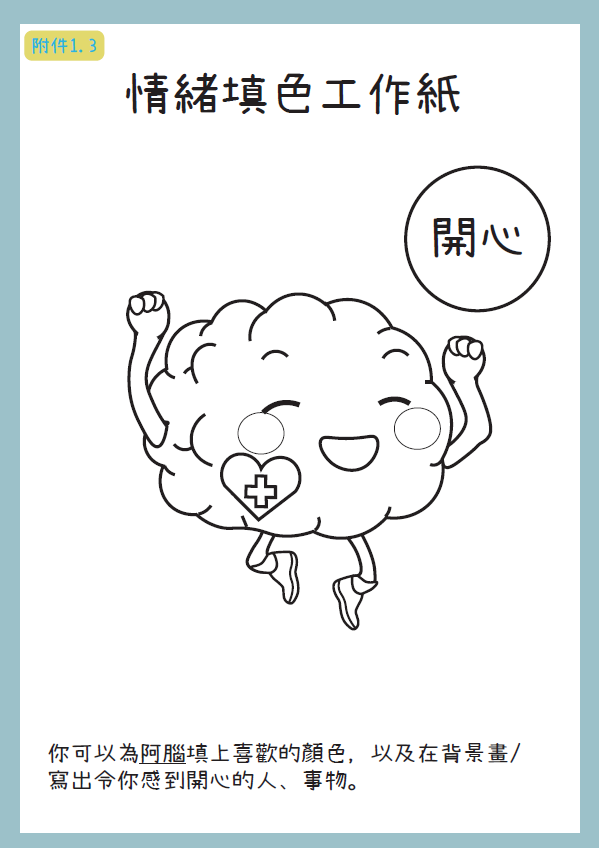 附件1.3
情緒填色工作紙
開心
你可以為阿腦填上喜歡的顏色，以及在背景畫/
寫出令你感到開心的人、事物。